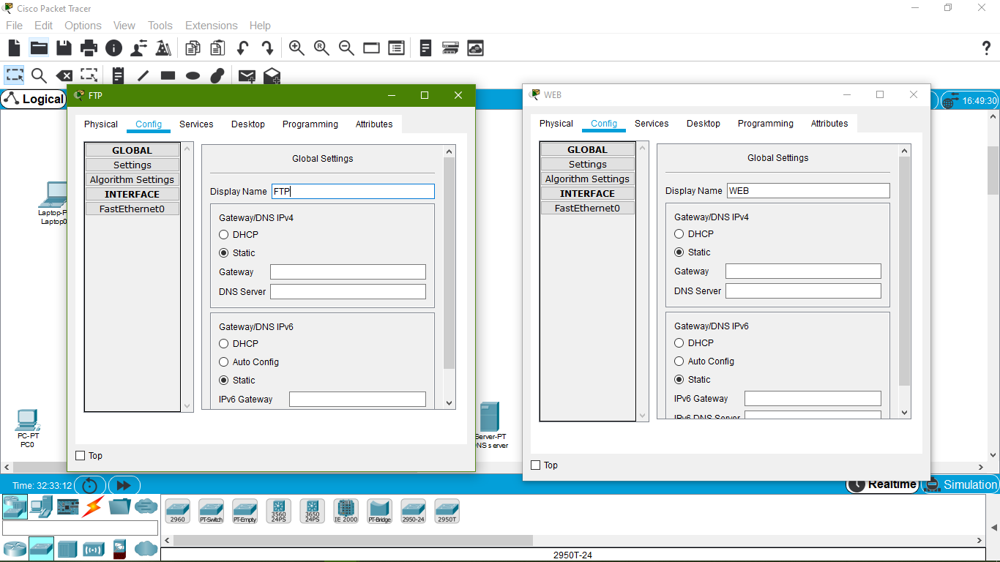 Cisco Packet Tracer
File Edit Options View Tools Extensions Help
Logical
16:49:30
FTP
Physical Config Services Desktop Programming Attributes
GLOBAL
Settings
Algorithm Settings
INTERFACE
FastEthernet0
Global Settings
Display Name FTP
Gateway/DNS IPv4
DHCP
Static
Gateway
DNS Server
Gateway/DNS IPv6
DHCP
Auto Config
Static
IPv6 Gateway
Top
WEB
Physical Config Services Desktop Programming Attributes
GLOBAL
Settings
Algorithm Settings
INTERFACE
FastEthernet0
Global Settings
Display Name WEB
Gateway/DNS IPv4
DHCP
Static
Gateway
DNS Server
Gateway/DNS IPv6
DHCP
Auto Config
Static
IPv6 Gateway
IPv6 DNS Server
Top
Laptop-P
Laptop0
PC-PT
PC0
Server-PT
DNS server
Time: 32:33:12
Realtime
Simulation
2960
PT-Switch
PT-Empty
3560
24PS
3650
24PS
IE 2000
PT-Bridge
2950-24
2950T
2950T-24